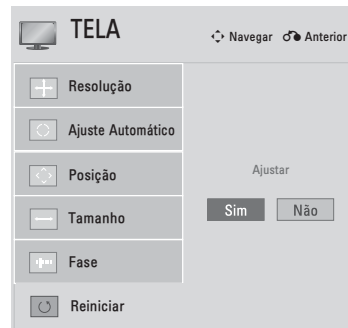 TELA
Navegar Anterior
Resolução
Ajuste Automático
Posição
Tamanho
Fase
Reiniciar
Ajustar
Sim Não